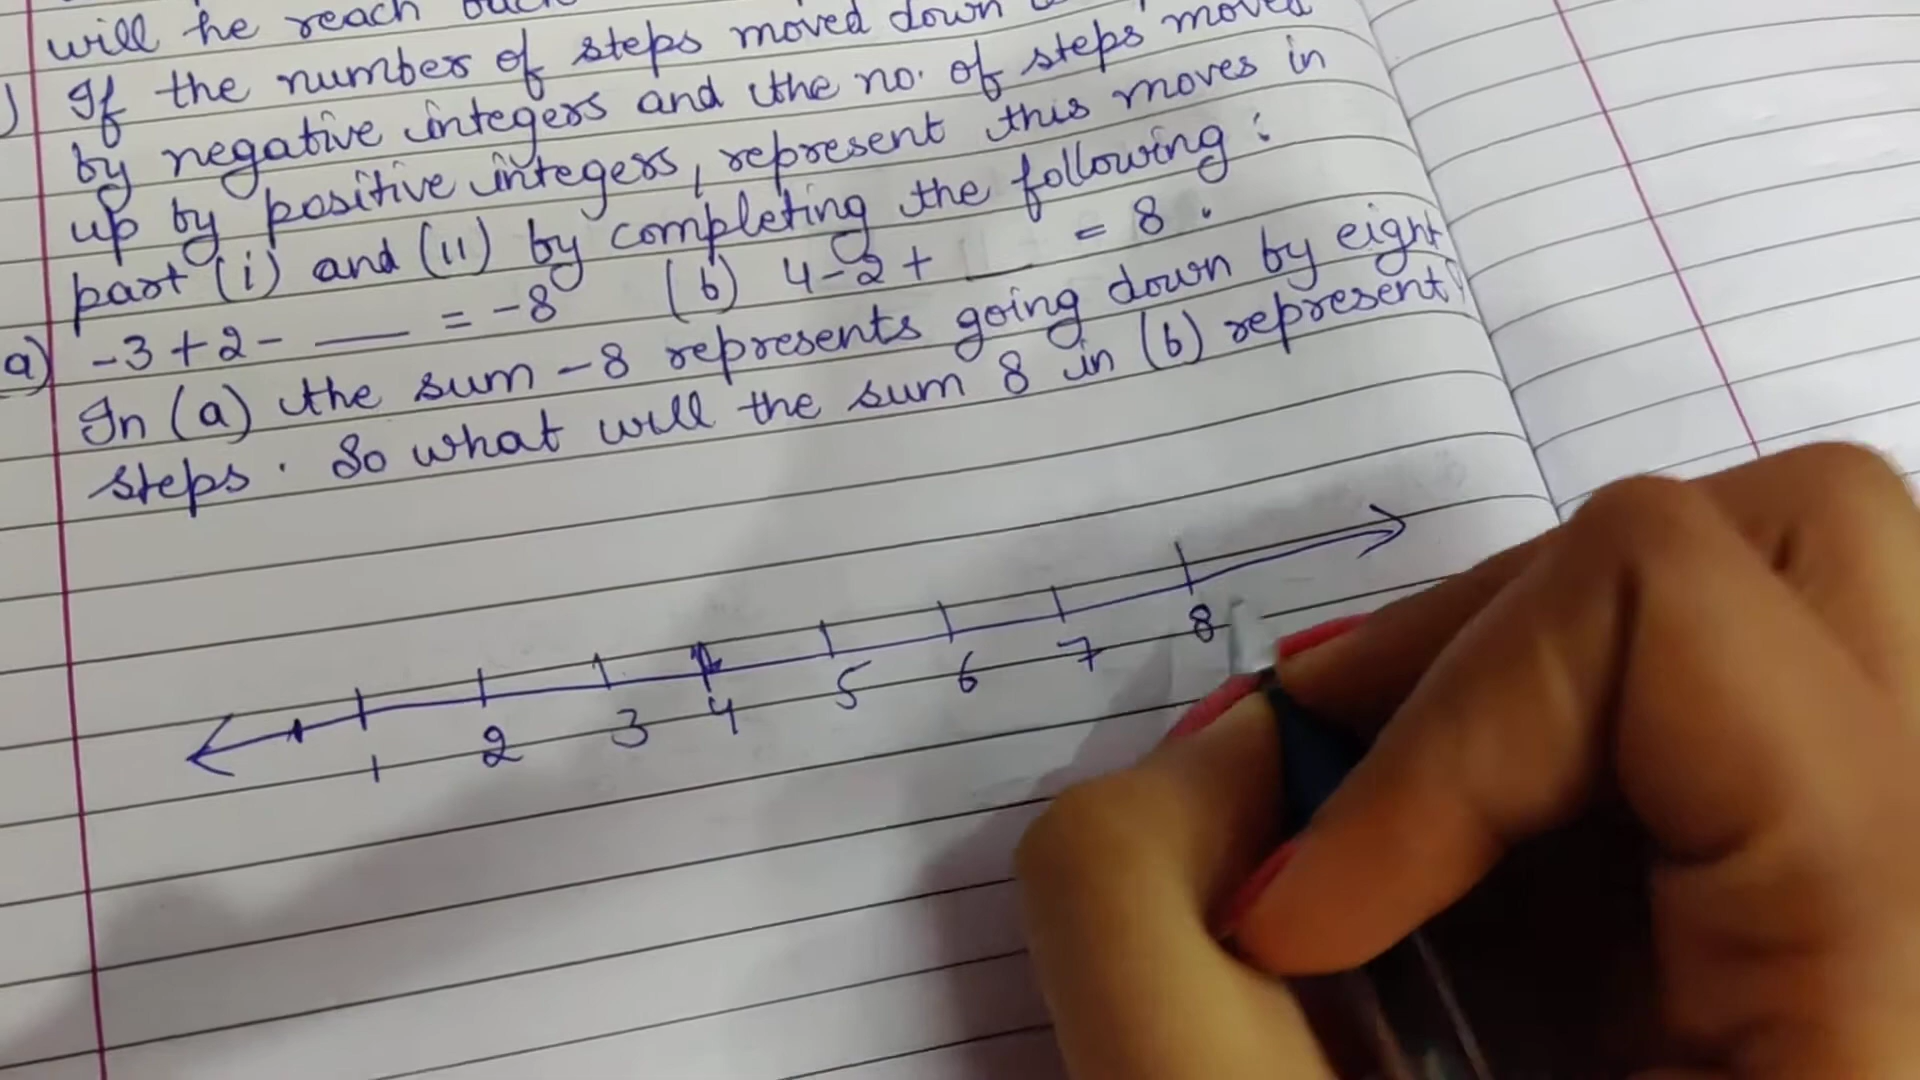 will he reach
) If the number of steps moved down
by negative integers and the no. of steps moved
up by positive integers, represent this moves in
part (i) and (ii) by completing the following :
a) -3 + 2 - ___ = -8 (b) 4 - 2 + ___ = 8.
In (a) the sum -8 represents going down by eight
steps. So what will the sum 8 in (b) represent?
1 2 3 4 5 6 7 8